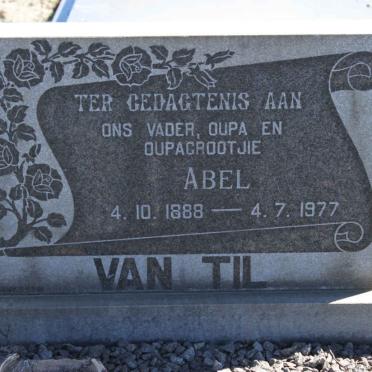 TER GEDAGTENIS AAN
ONS VADER, OUPA EN
OUPAGROOTJIE
ABEL
4.10.1888 — 4.7.1977
VAN TIL